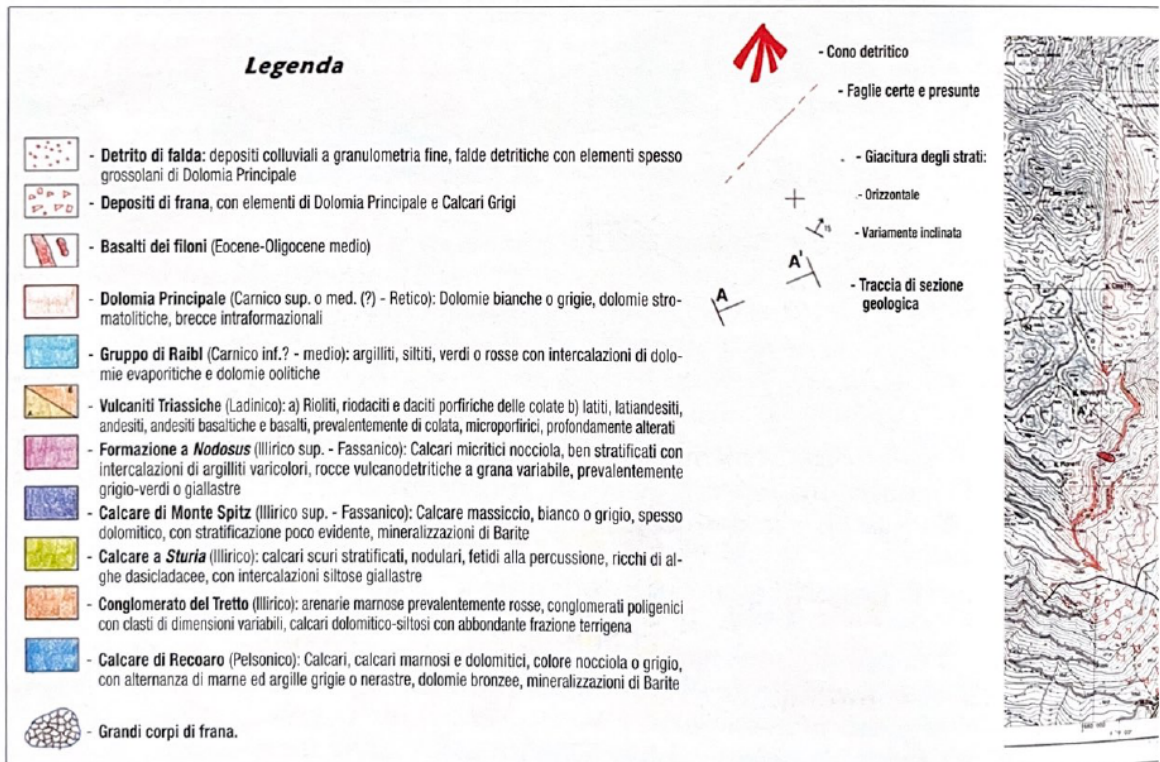 Legenda
- Detrito di falda: depositi colluviali a granulometria fine, falde detritiche con elementi spesso
grossolani di Dolomia Principale
- Depositi di frana, con elementi di Dolomia Principale e Calcari Grigi
- Basalti dei filoni (Eocene-Oligocene medio)
- Dolomia Principale (Carnico sup. o med. (?) - Retico): Dolomie bianche o grigie, dolomie stro-
matolitiche, brecce intraformazionali
- Gruppo di Raibl (Carnico inf.? - medio): argilliti, siltiti, verdi o rosse con intercalazioni di dolo-
mie evaporitiche e dolomie oolitiche
- Vulcaniti Triassiche (Ladinico): a) Rioliti, riodaciti e daciti porfiriche delle colate b) latiti, latiandesiti,
andesiti, andesiti basaltiche e basalti, prevalentemente di colata, microporfirici, profondamente alterati
- Formazione a Nodosus (Illirico sup. - Fassanico): Calcari micritici nocciola, ben stratificati con
intercalazioni di argilliti varicolori, rocce vulcanodetritiche a grana variabile, prevalentemente
grigio-verdi o giallastre
- Calcare di Monte Spitz (Illirico sup. - Fassanico): Calcare massiccio, bianco o grigio, spesso
dolomitico, con stratificazione poco evidente, mineralizzazioni di Barite
- Calcare a Sturia (Illirico): calcari scuri stratificati, nodulari, fetidi alla percussione, ricchi di al-
ghe dasicladacee, con intercalazioni siltose giallastre
- Conglomerato del Tretto (Illirico): arenarie marnose prevalentemente rosse, conglomerati poligenici
con clasti di dimensioni variabili, calcari dolomitico-siltosi con abbondante frazione terrigena
- Calcare di Recoaro (Pelsonico): Calcari, calcari marnosi e dolomitici, colore nocciola o grigio,
con alternanza di marne ed argille grigie o nerastre, dolomie bronzee, mineralizzazioni di Barite
- Grandi corpi di frana.
- Cono detritico
- Faglie certe e presunte
- Giacitura degli strati:
- Orizzontale
15
- Variamente inclinata
A A'
- Traccia di sezione
geologica